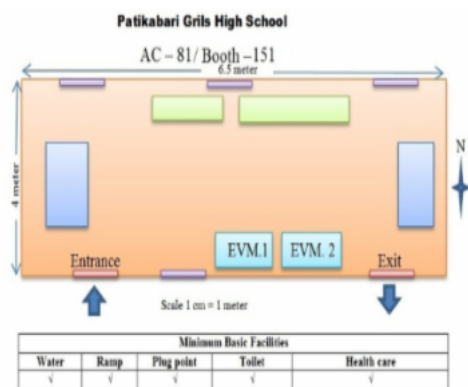 Patikabari Grils High School
AC – 81/ Booth –151
6.5 meter
4 meter
N
EVM.1 EVM. 2
Entrance Exit
Scale 1 cm = 1 meter
Minimum Basic Facilities
Water Ramp Plug point Toilet Health care
√ √ √ √ √